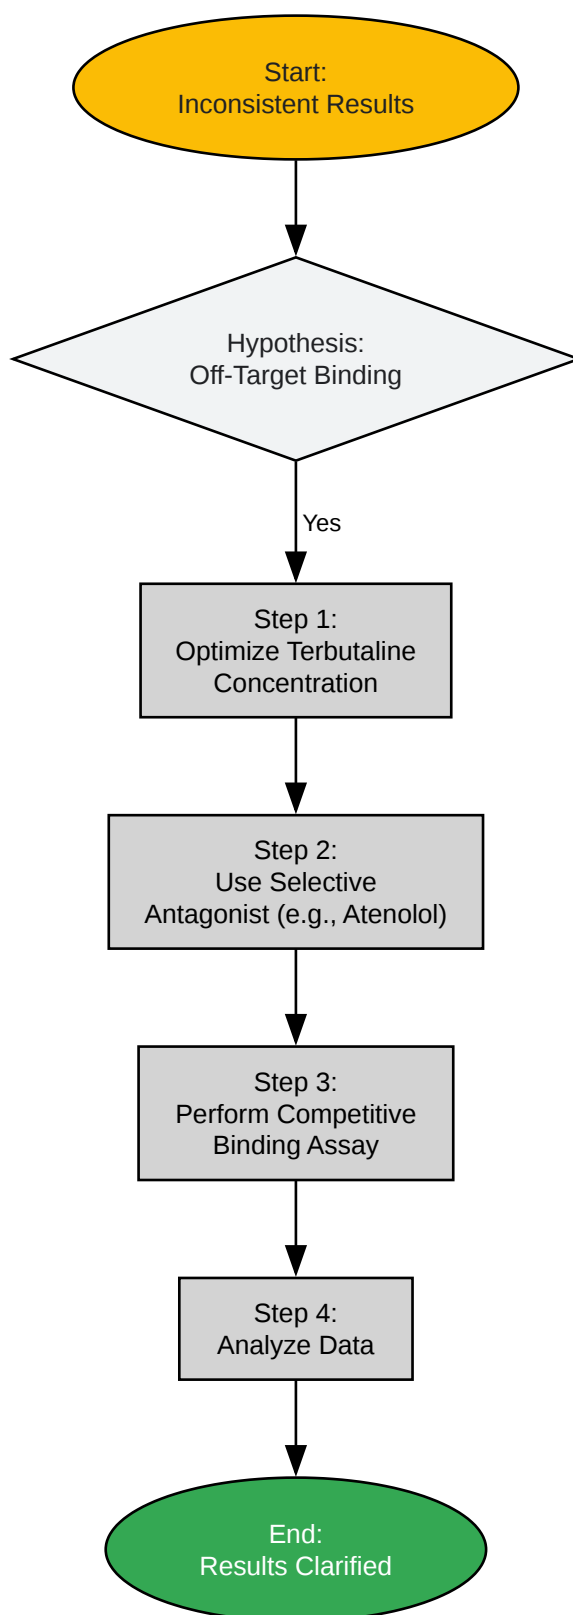 Start:
Inconsistent Results
Hypothesis:
Off-Target Binding
Yes
Step 1:
Optimize Terbutaline
Concentration
Step 2:
Use Selective
Antagonist (e.g., Atenolol)
Step 3:
Perform Competitive
Binding Assay
Step 4:
Analyze Data
End:
Results Clarified